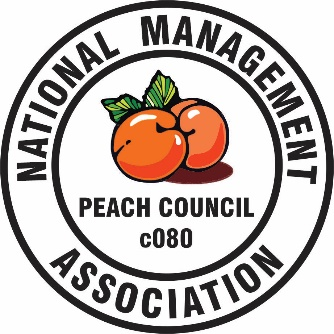 NATIONAL MANAGEMENT
PEACH COUNCIL
c080
ASSOCIATION